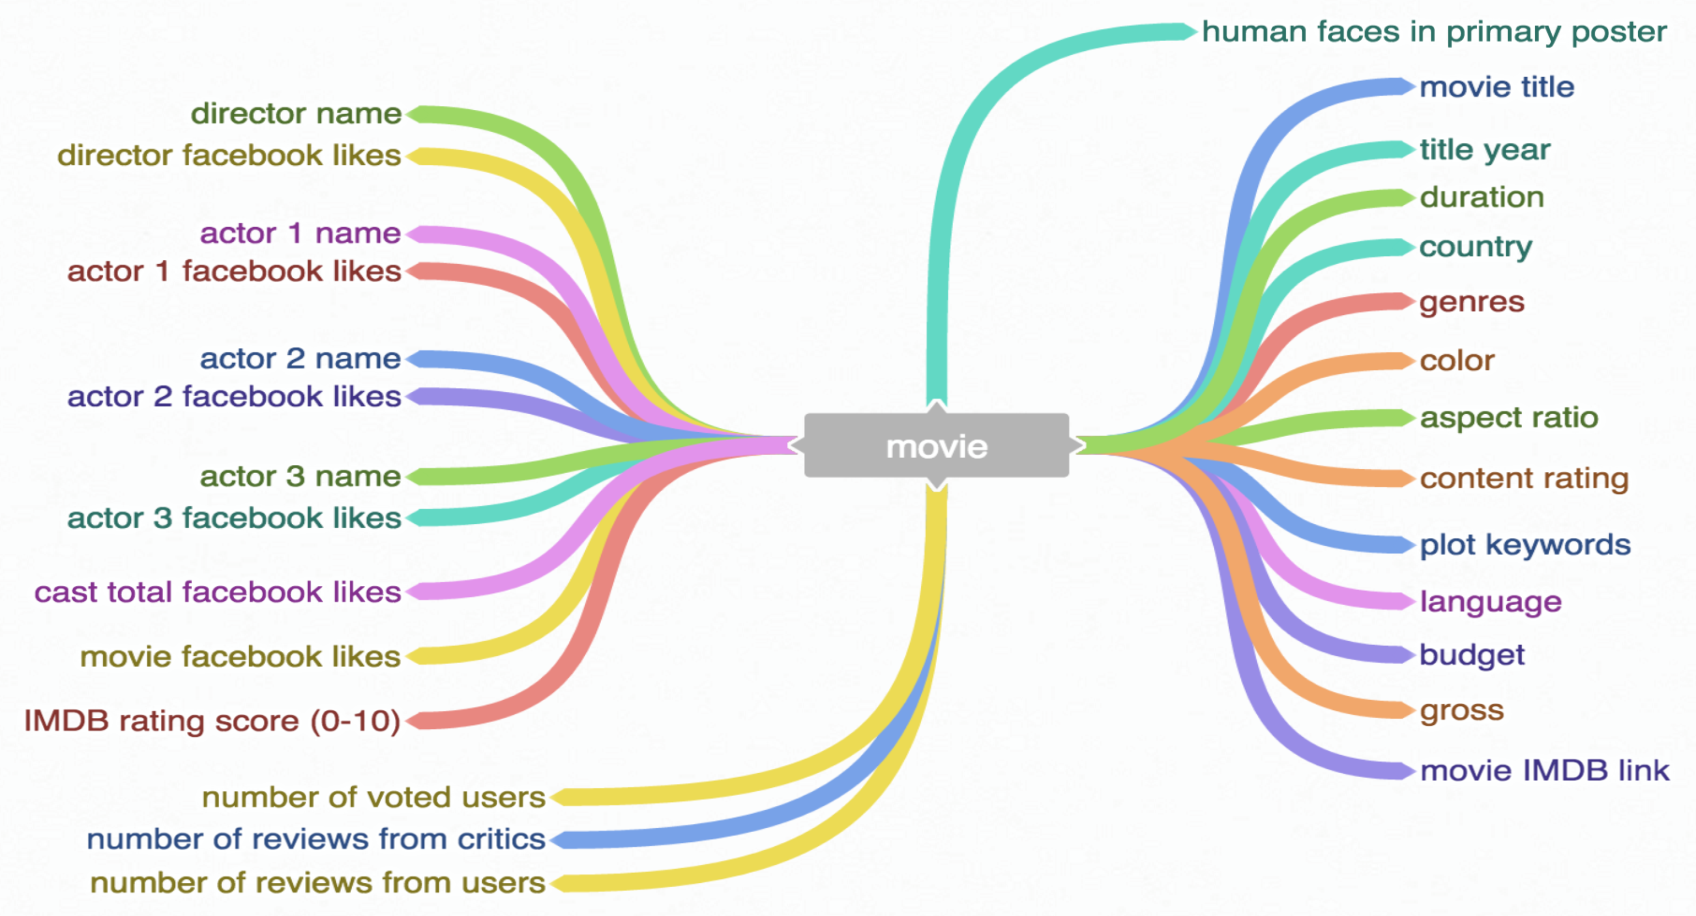 human faces in primary poster
director name
director facebook likes
actor 1 name
actor 1 facebook likes
actor 2 name
actor 2 facebook likes
actor 3 name
actor 3 facebook likes
cast total facebook likes
movie facebook likes
IMDB rating score (0-10)
number of voted users
number of reviews from critics
number of reviews from users
movie
movie title
title year
duration
country
genres
color
aspect ratio
content rating
plot keywords
language
budget
gross
movie IMDB link